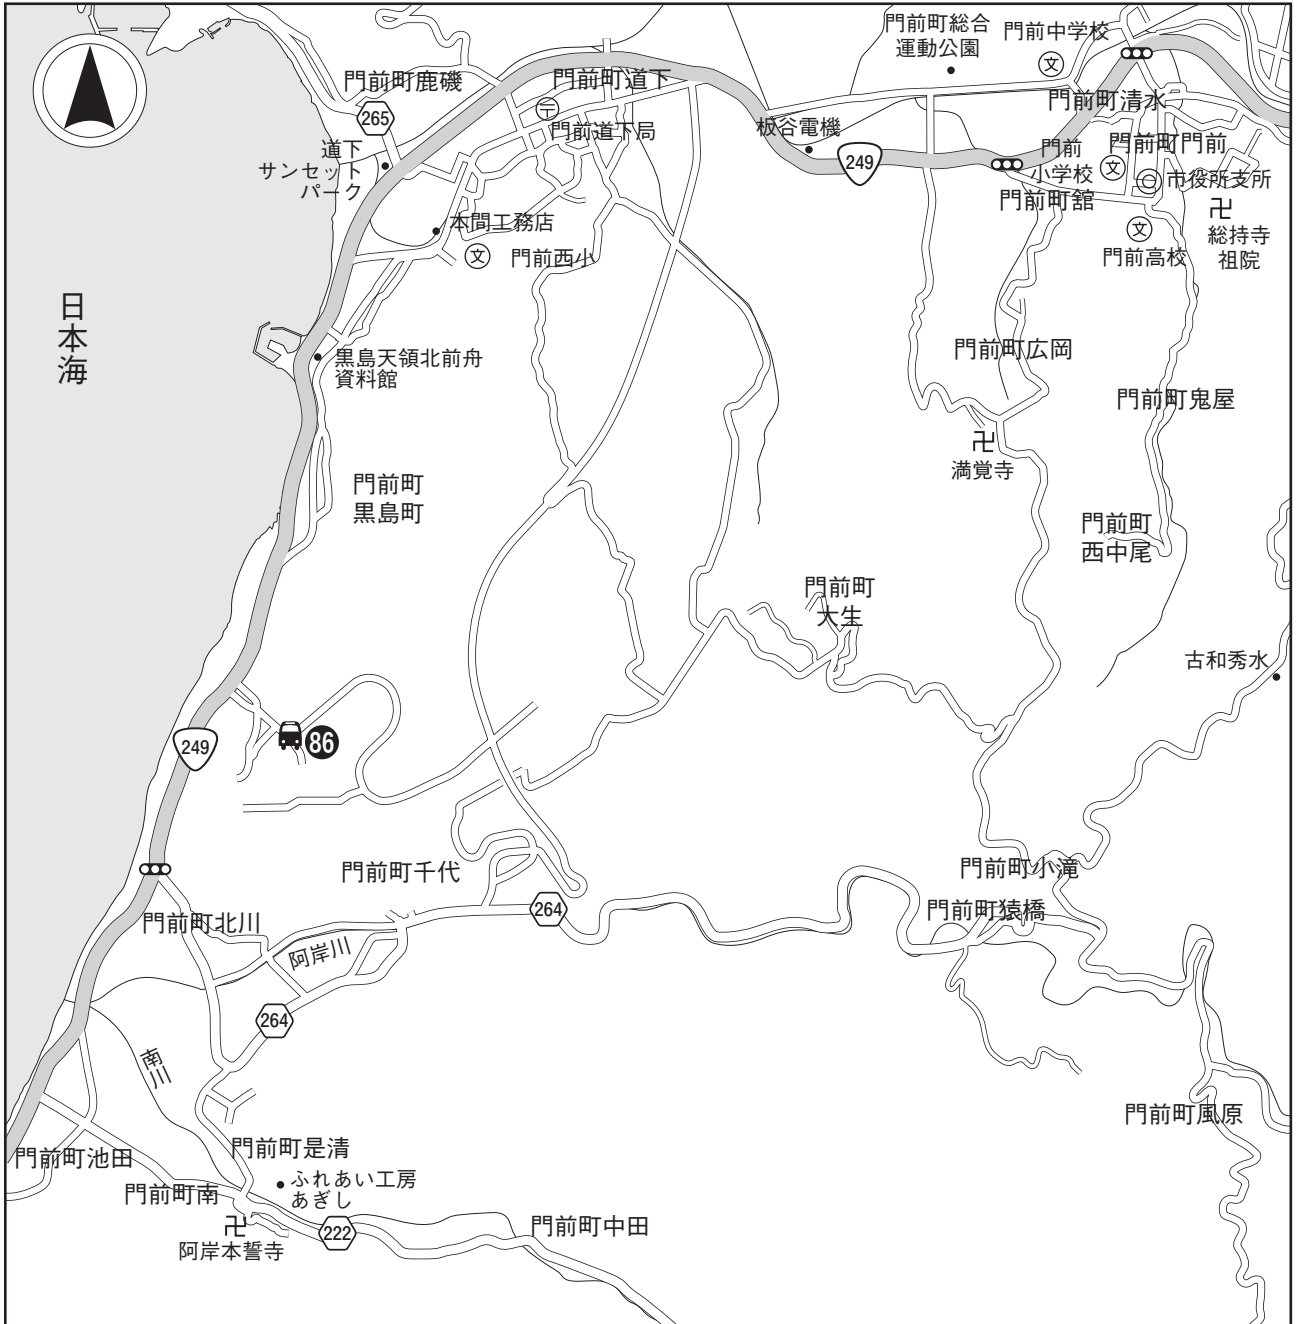 門前町総合
運動公園
門前中学校
文
門前町鹿磯
門前町道下
265
〒
門前道下局
門前町清水
板谷電機
249
門前
小学校
文
門前町門前
市役所支所
門前町舘
道下
サンセット
パーク
本間工務店
文
門前西小
文
門前高校
卍
総持寺
祖院
日本海
黒島天領北前舟
資料館
門前町広岡
門前町鬼屋
卍
満覚寺
門前町
黒島町
門前町
西中尾
門前町
大生
古和秀水
249
86
門前町千代
門前町小滝
264
門前町猿橋
門前町北川
阿岸川
264
南川
門前町風原
門前町是清
門前町池田
ふれあい工房
あぎし
門前町南
卍
阿岸本誓寺
222
門前町中田